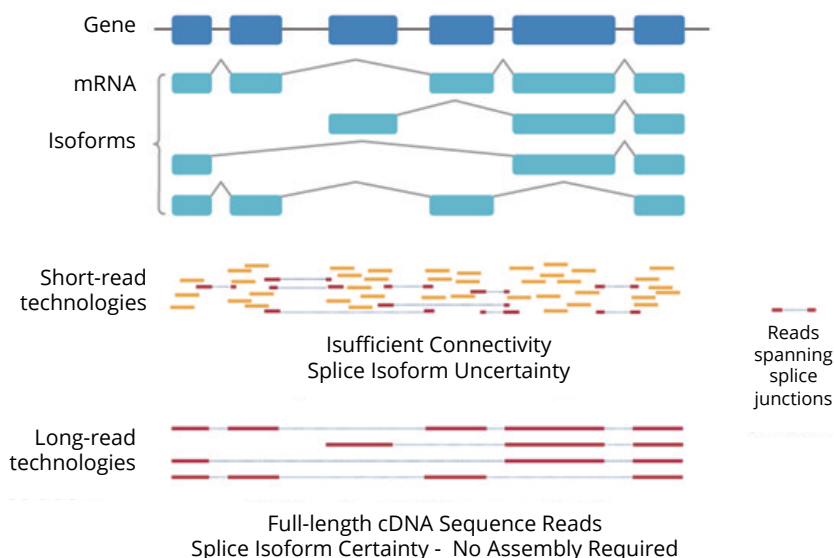 Gene
mRNA
Isoforms
Short-read
technologies
Isufficient Connectivity
Splice Isoform Uncertainty
Reads
spanning
splice
junctions
Long-read
technologies
Full-length cDNA Sequence Reads
Splice Isoform Certainty - No Assembly Required